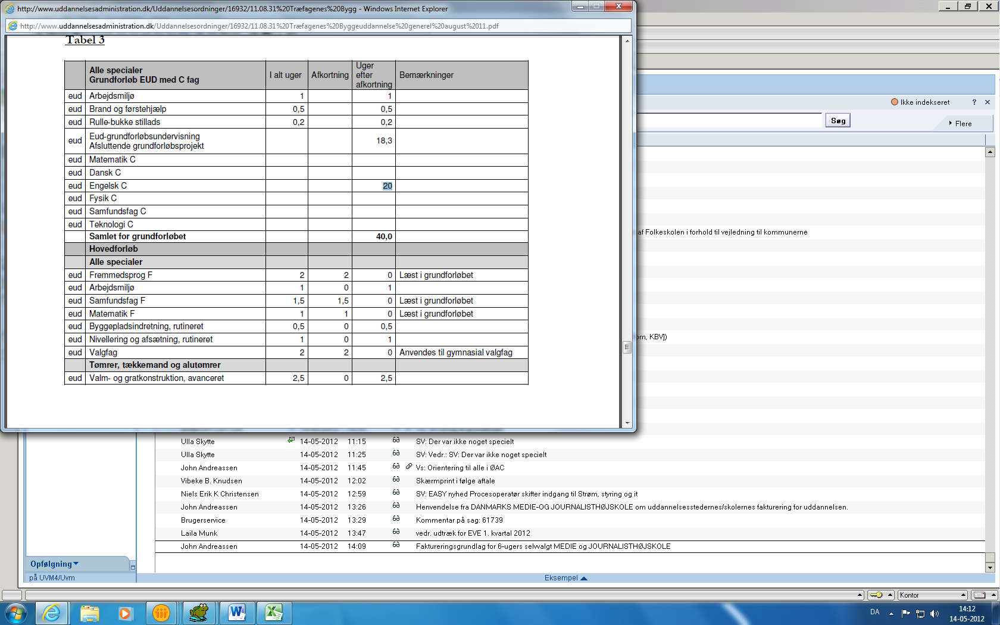 http://www.uddannelsesadministration.dk/Uddannelsesordninger/16932/11.08.31%20Træfagenes%20Bygg - Windows Internet Explorer
http://www.uddannelsesadministration.dk/Uddannelsesordninger/16932/11.08.31%20Træfagenes%20Byggeuddannelse%20generel%20august%2011.pdf
Tabel 3
Alle specialer
Grundforløb EUD med C fag
I alt uger
Afkortning
Uger
efter
afkortning
Bemærkninger
eud Arbejdsmiljø 1 1
eud Brand og førstehjælp 0,5 0,5
eud Rulle-bukke stillads 0,2 0,2
eud Eud-grundforløbsundervisning
Afsluttende grundforløbsprojekt 18,3
eud Matematik C
eud Dansk C
eud Engelsk C 20
eud Fysik C
eud Samfundsfag C
eud Teknologi C
Samlet for grundforløbet 40,0
Hovedforløb
Alle specialer
eud Fremmedsprog F 2 2 0 Læst i grundforløbet
eud Arbejdsmiljø 1 0 1
eud Samfundsfag F 1,5 1,5 0 Læst i grundforløbet
eud Matematik F 1 1 0 Læst i grundforløbet
eud Byggepladsindretning, rutineret 0,5 0 0,5
eud Nivellering og afsætning, rutineret 1 0 1
eud Valgfag 2 2 0 Anvendes til gymnasial valgfag
Tømrer, tækkemand og alutømrer
eud Valm- og gratkonstruktion, avanceret 2,5 0 2,5
Ikke indekseret ?
Søg
Flere
af Folkeskolen i forhold til vejledning til kommunerne
om, KBV])
Ulla Skytte 14-05-2012 11:15 SV: Der var ikke noget specielt
Ulla Skytte 14-05-2012 11:25 SV: Vedr.: SV: Der var ikke noget specielt
John Andreassen 14-05-2012 11:45 Vs: Orientering til alle i ØAC
Vibeke B. Knudsen 14-05-2012 12:02 Skærmprint i følge aftale
Niels Erik K Christensen 14-05-2012 12:59 SV: EASY nyhed Procesoperatør skifter indgang til Strøm, styring og it
John Andreassen 14-05-2012 13:26 Henvendelse fra DANMARKS MEDIE-OG JOURNALISTHØJSKOLE om uddannelsesstedernes/skolernes fakturering for uddannelsen.
Brugerservice 14-05-2012 13:29 Kommentar på sag: 61739
Laila Munk 14-05-2012 13:47 vedr. udtræk for EVE 1. kvartal 2012
John Andreassen 14-05-2012 14:09 Faktureringsgrundlag for 6-ugers selvvalgt MEDIE og JOURNALISTHØJSKOLE
Opfølgning
på UVM4/Uvm
Eksempel
Kontor
DA
14:12
14-05-2012